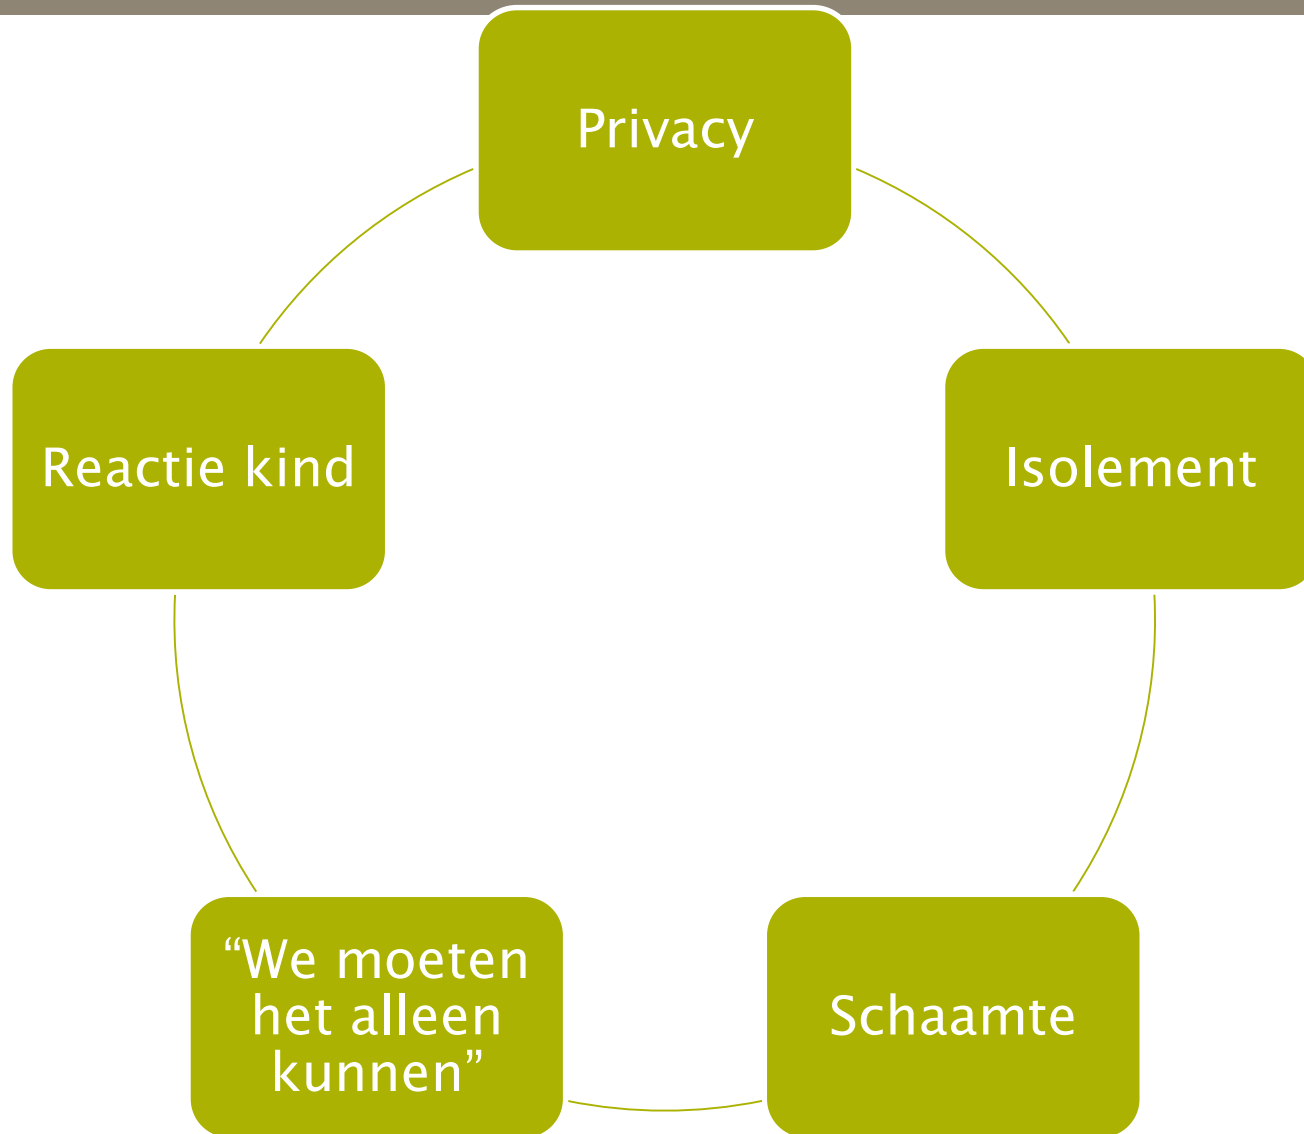 Privacy
Reactie kind
Isolement
“We moeten
het alleen
kunnen”
Schaamte